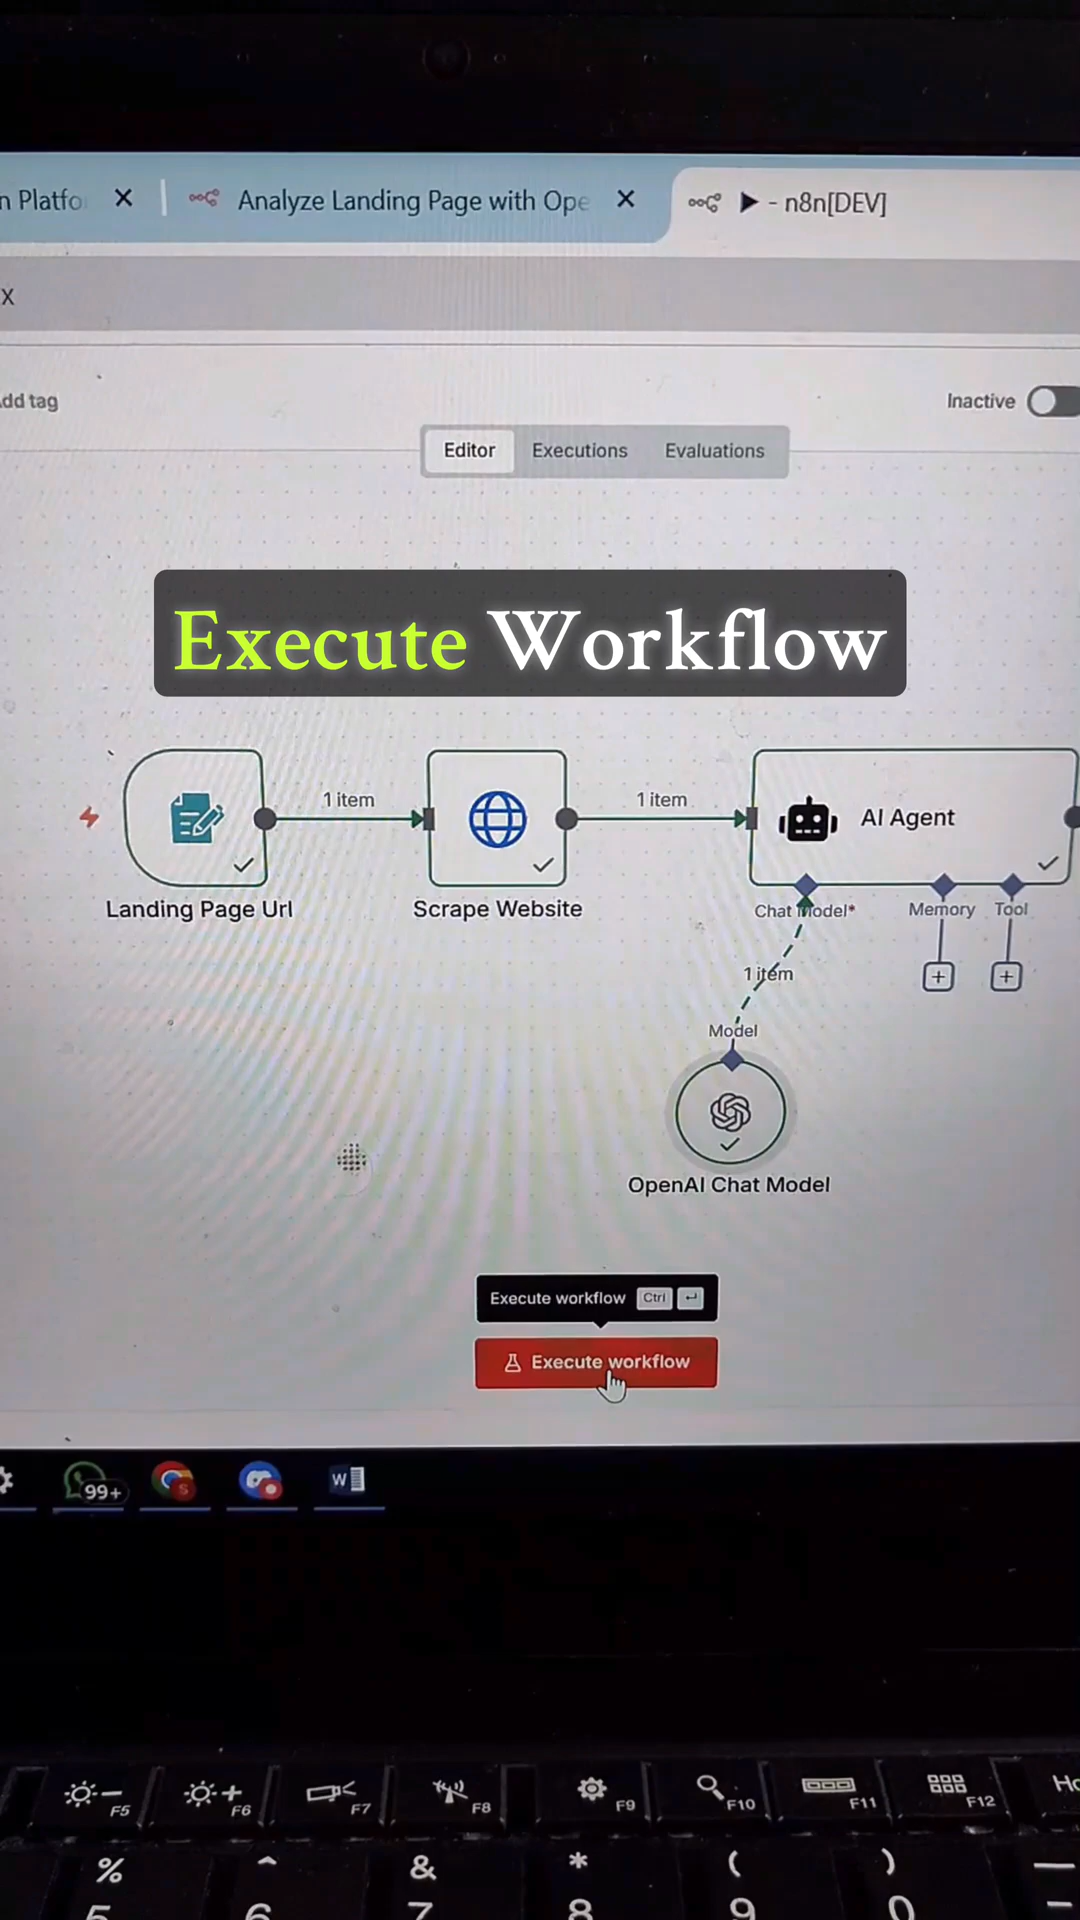 n Platfo
Analyze Landing Page with Ope
- n8n[DEV]
x
dd tag
Inactive
Editor
Executions
Evaluations
Execute Workflow
1 item
1 item
AI Agent
Landing Page Url
Scrape Website
Chat Model*
Memory
Tool
1 item
Model
OpenAI Chat Model
Execute workflow Ctrl
Execute workflow
99+
S
W
F5
F6
F7
F8
F9
F10
F11
F12
Ho
% ^ & * ( ) —
5 6 7 8 9 0 -